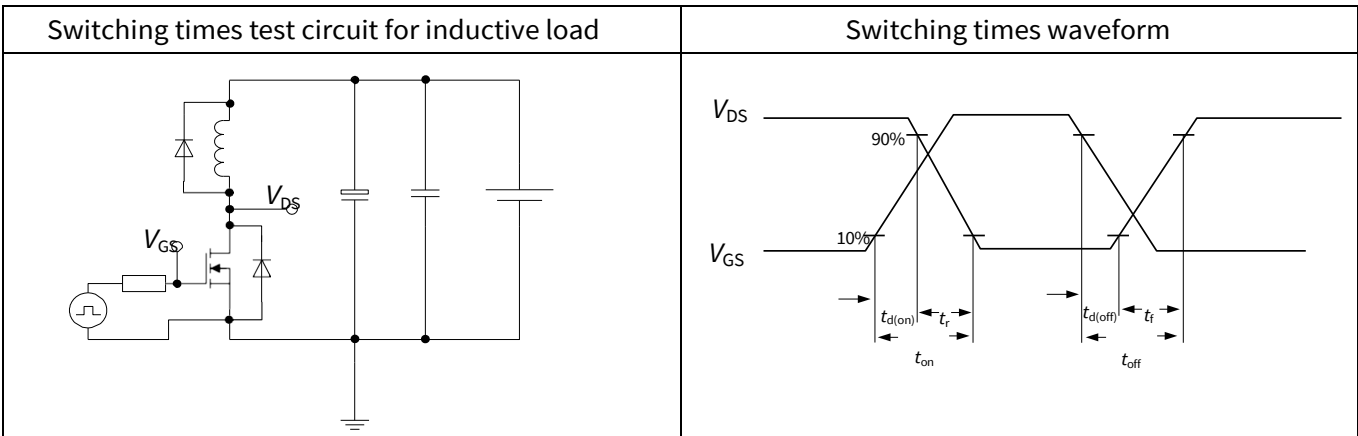 Switching times test circuit for inductive load
Switching times waveform
VDS
VGS
VDS
90%
10%
VGS
td(on)
tr
ton
td(off)
tf
toff